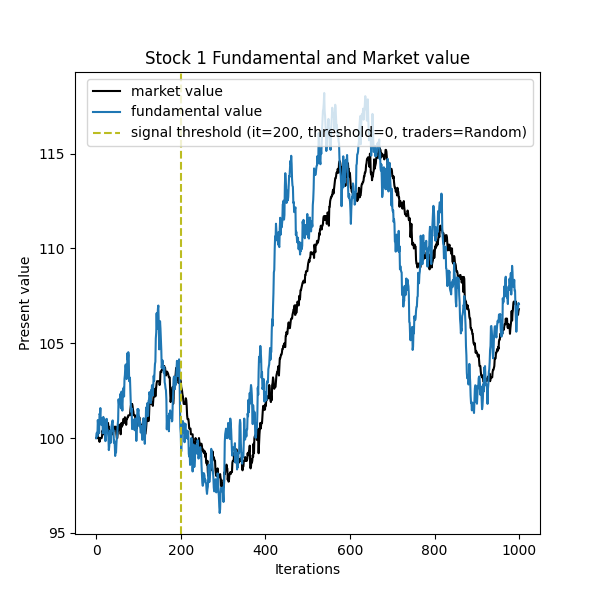 Stock 1 Fundamental and Market value
market value
fundamental value
signal threshold (it=200, threshold=0, traders=Random)
Present value
115
110
105
100
95
0 200 400 600 800 1000
Iterations